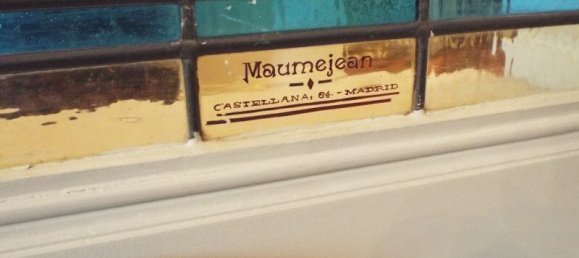 Maumejean
CASTELLANA, 64. - MADRID